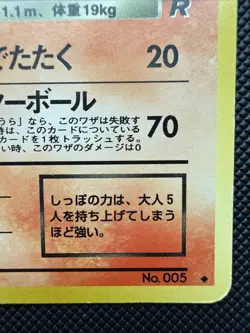 1.1m、体重19kg
R
でたたく 20
ーボール
うら」なら、このワザは失敗す
時は、このカードについている
ドを1枚トラッシュする。
い時、このワザのダメージは0
70
しっぽの力は、大人5
人を持ち上げてしまう
ほど強い。
No. 005 ◆